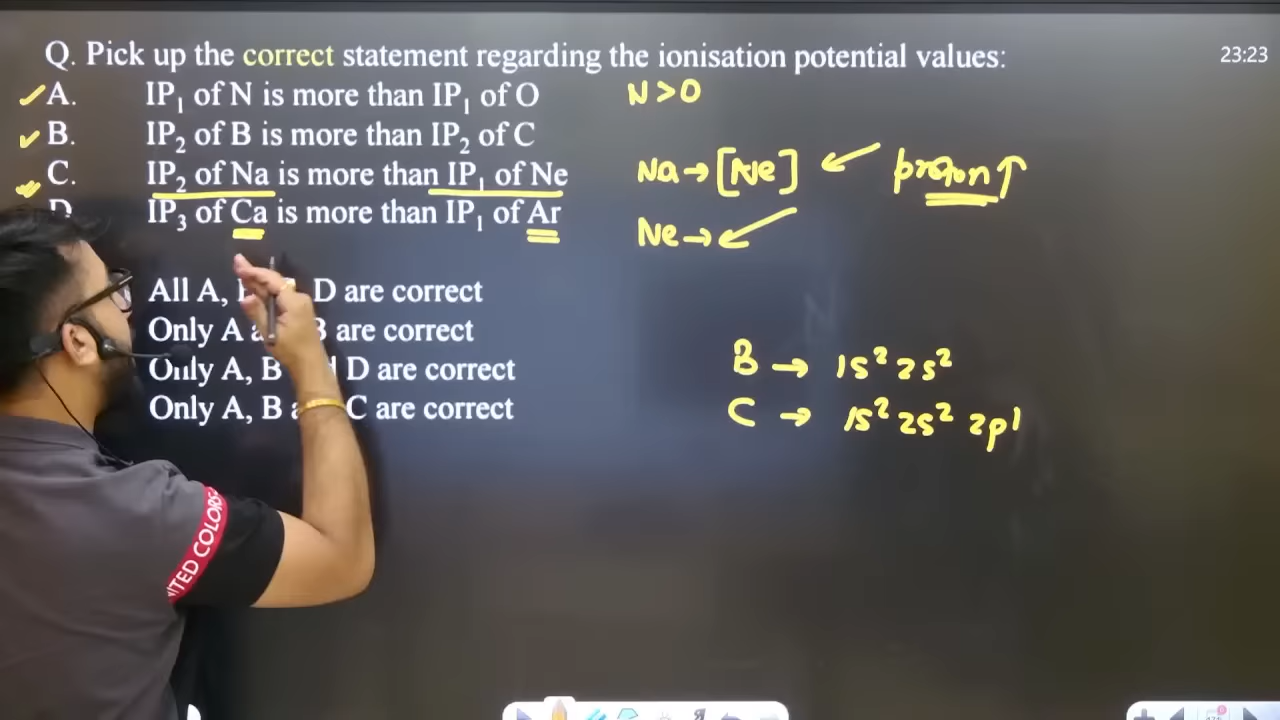 Q. Pick up the correct statement regarding the ionisation potential values:
23:23
A. IP₁ of N is more than IP₁ of O
N > O
B. IP₂ of B is more than IP₂ of C
C. IP₂ of Na is more than IP₁ of Ne
Na → [Ne] proton ↑
D. IP₃ of Ca is more than IP₁ of Ar
Ne →
All A, D are correct
Only A B are correct
Only A, B D are correct
Only A, B C are correct
B → 1s² 2s²
C → 1s² 2s² 2p¹
UNITED COLORS